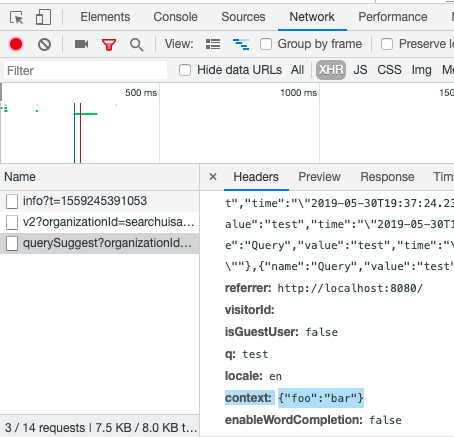 Elements Console Sources Network Performance M
View: Group by frame Preserve lo
Filter Hide data URLs All XHR JS CSS Img Me
500 ms 1000 ms 150
Name × Headers Preview Response Cookies Tim
info?t=1559245391053
v2?organizationId=searchuisa...
querySuggest?organizationId...
t","time":"\"2019-05-30T19:37:24.23
alue":"test","time":"\"2019-05-30T1
e":"Query","value":"test","time":"\
\""},{"name":"Query","value":"test"
referrer: http://localhost:8080/
visitorId:
isGuestUser: false
q: test
locale: en
context: {"foo":"bar"}
enableWordCompletion: false
3 / 14 requests | 7.5 KB / 8.0 KB t...